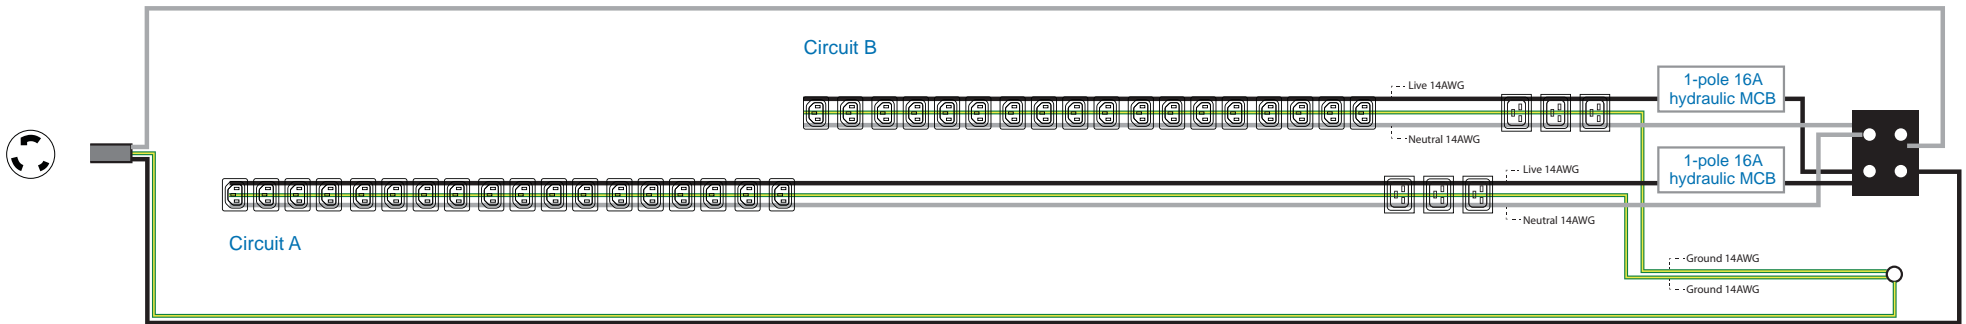 Circuit B
Live 14AWG
Neutral 14AWG
1-pole 16A
hydraulic MCB
1-pole 16A
hydraulic MCB
Live 14AWG
Neutral 14AWG
Circuit A
Ground 14AWG
Ground 14AWG